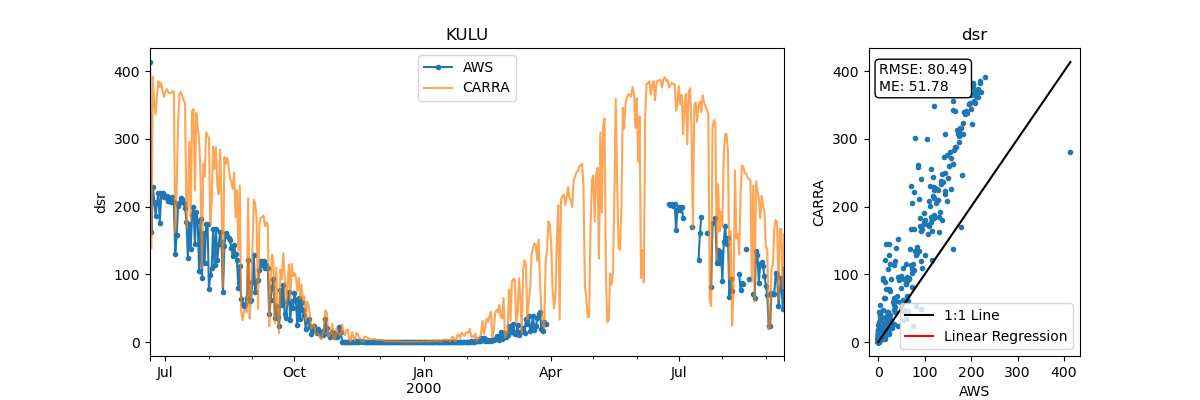 KULU
dsr
400
300
200
100
0
dsr
AWS
CARRA
Jul
Oct
Jan
2000
Apr
Jul
dsr
RMSE: 80.49
ME: 51.78
400
300
200
100
0
CARRA
1:1 Line
Linear Regression
0 100 200 300 400
AWS